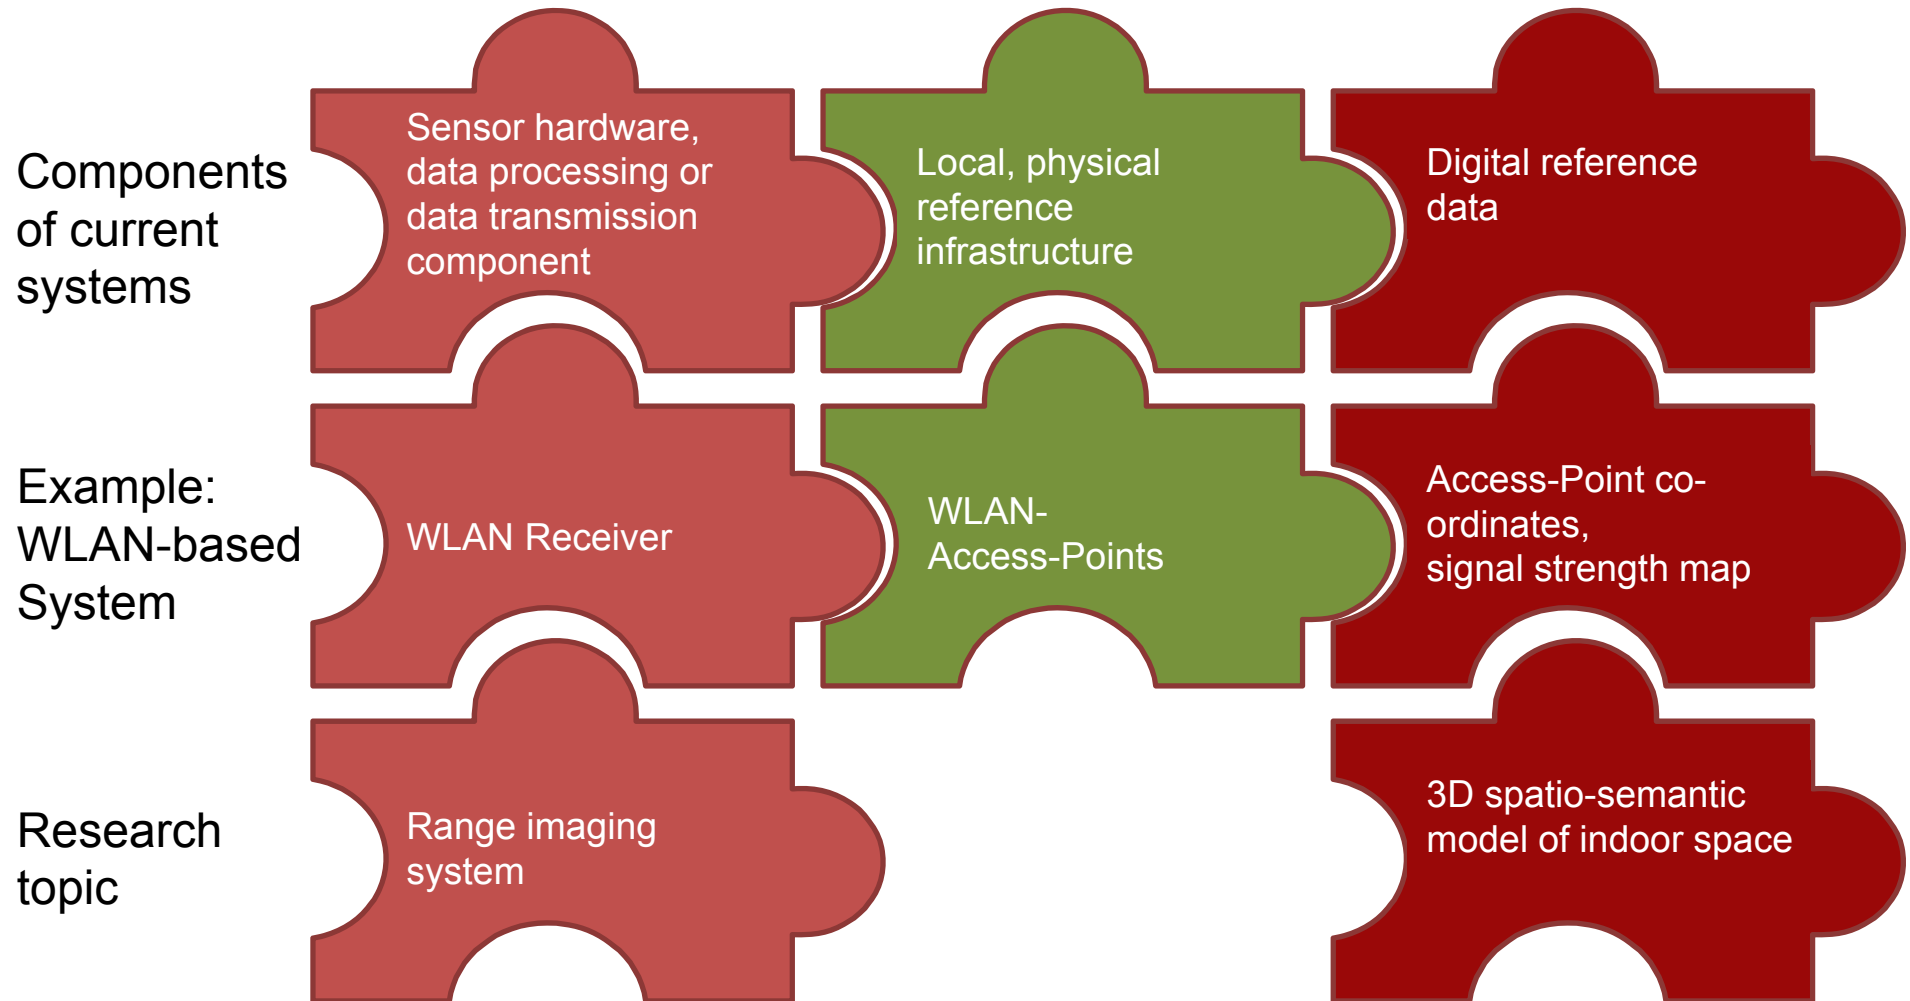 Components
of current
systems
Sensor hardware,
data processing or
data transmission
component
Local, physical
reference
infrastructure
Digital reference
data
Example:
WLAN-based
System
WLAN Receiver
WLAN-
Access-Points
Access-Point co-
ordinates,
signal strength map
Research
topic
Range imaging
system
3D spatio-semantic
model of indoor space